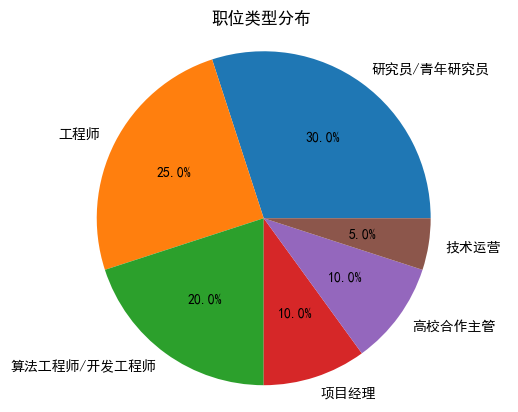 职位类型分布
研究员/青年研究员
30.0%
工程师
25.0%
20.0%
算法工程师/开发工程师
10.0%
项目经理
10.0%
高校合作主管
5.0%
技术运营